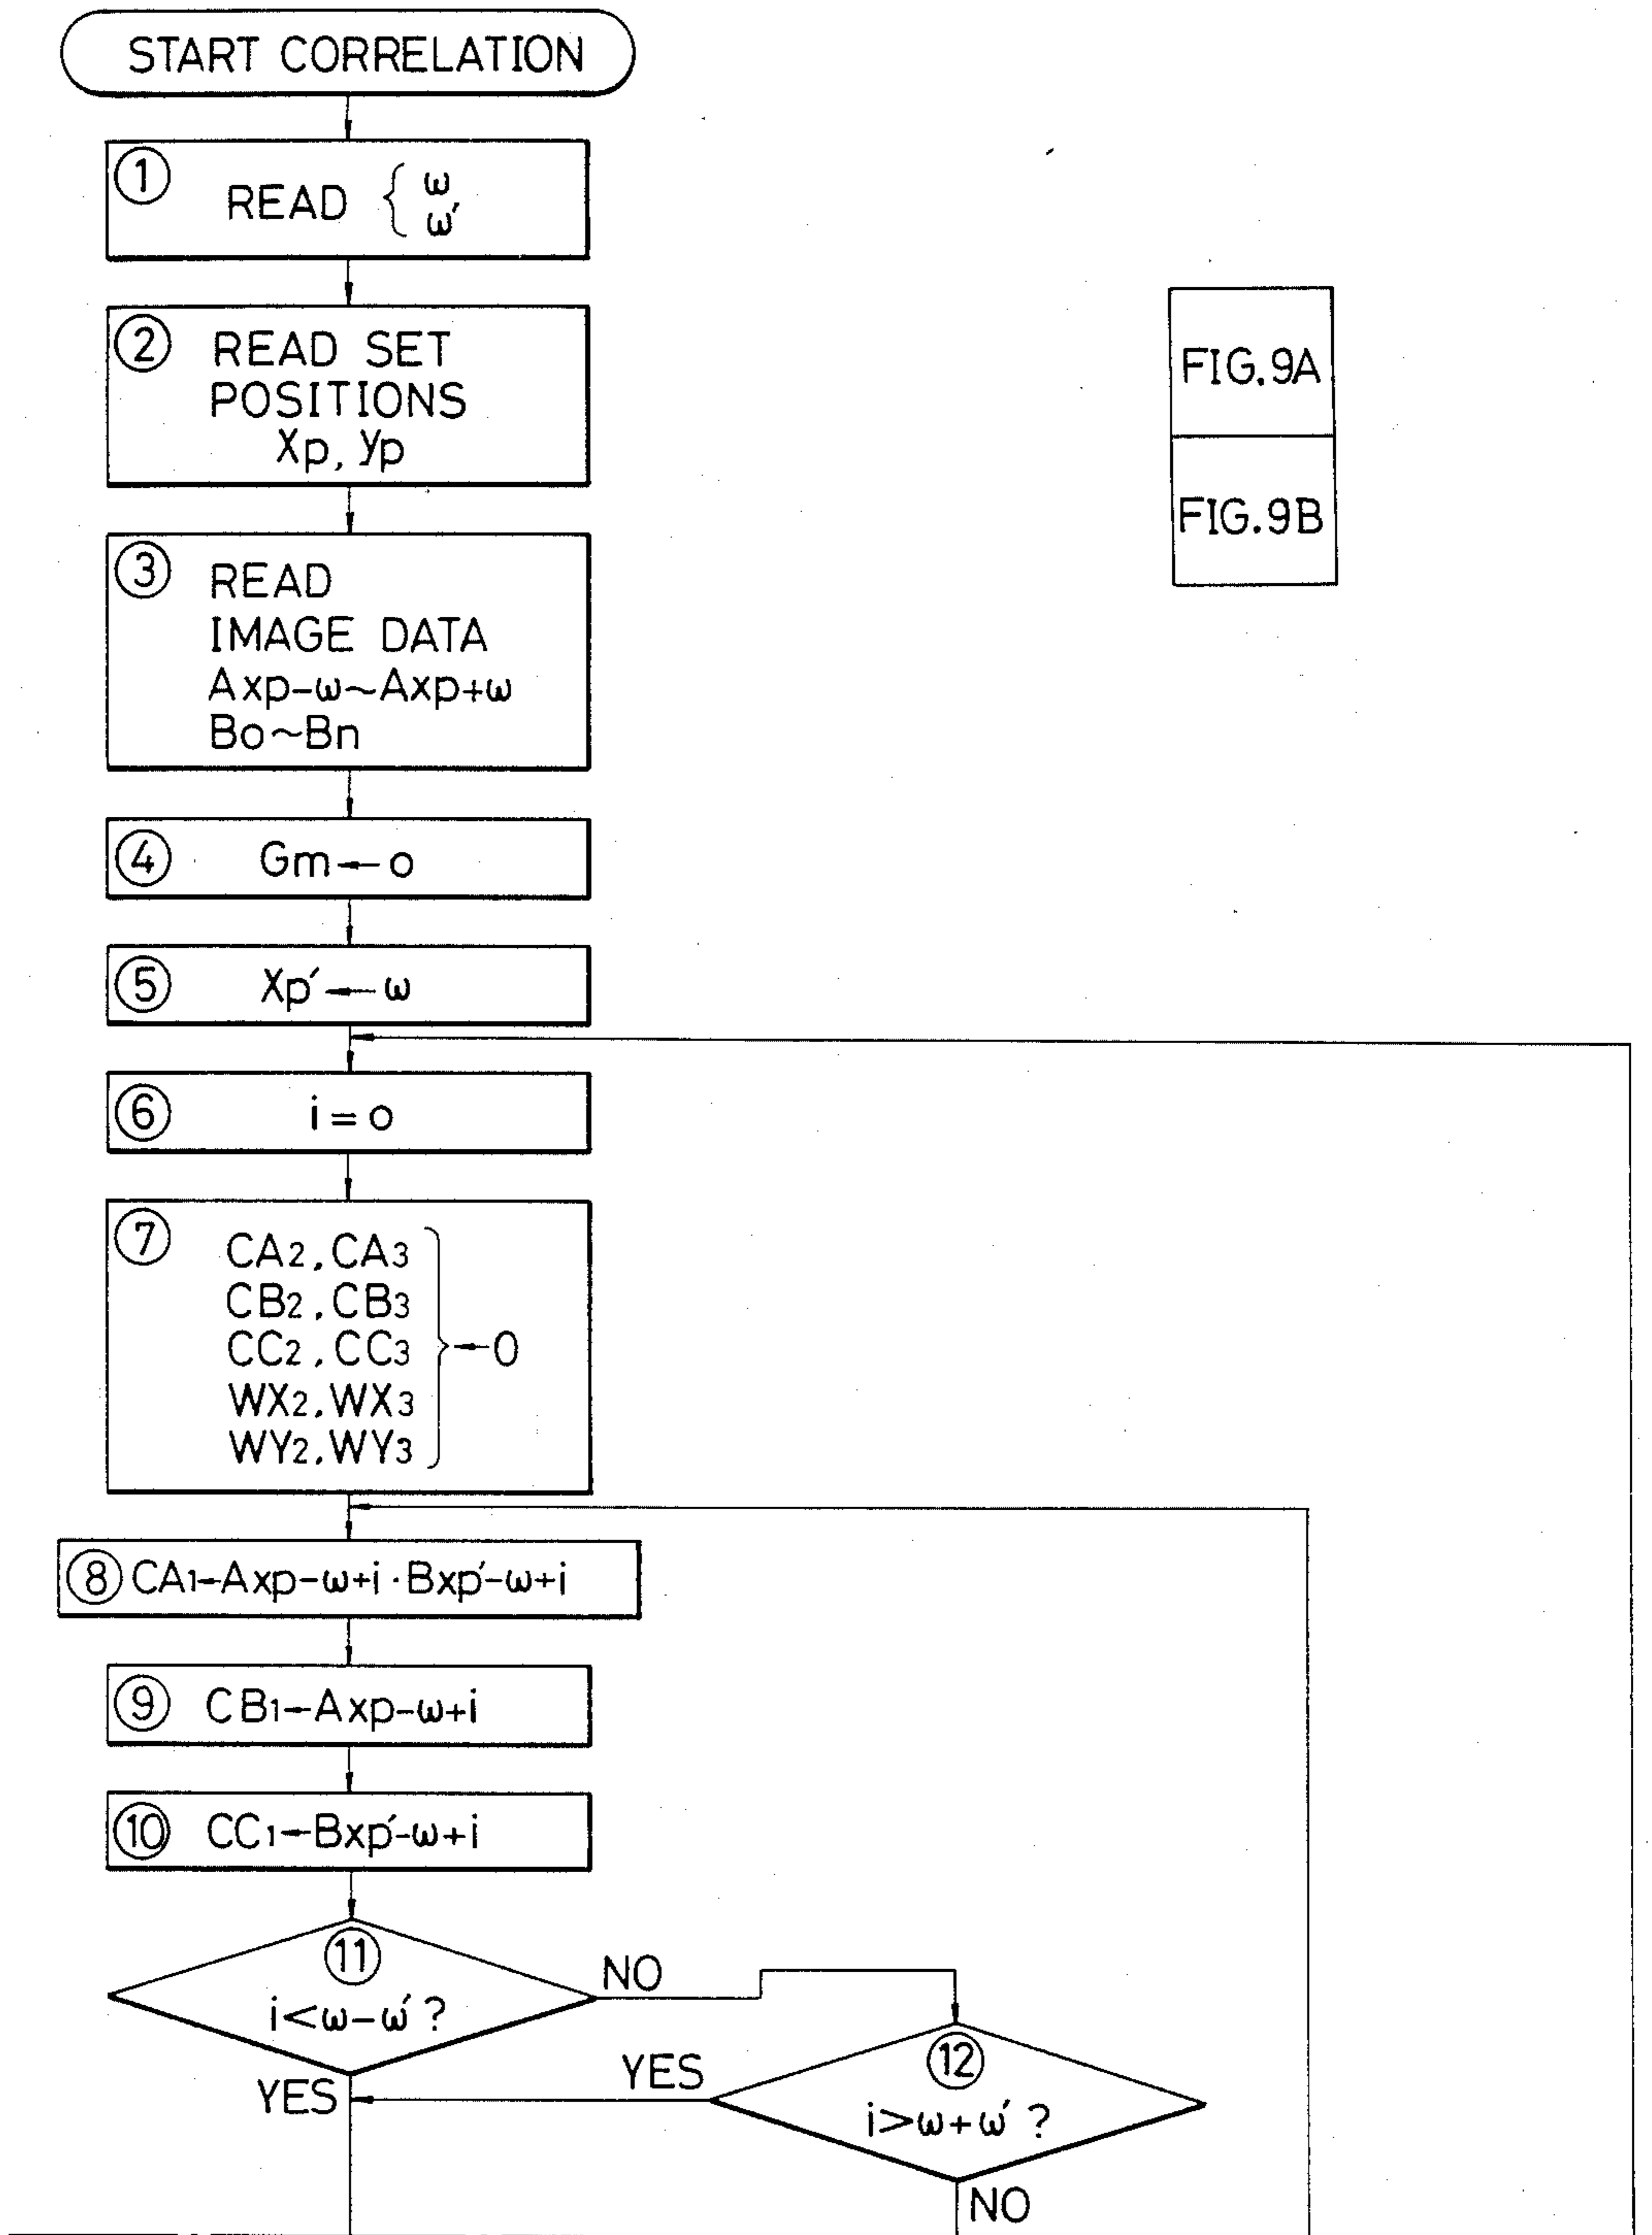 START CORRELATION
① READ { ω
ω′
② READ SET
POSITIONS
Xp, Yp
③ READ
IMAGE DATA
Axp-ω~Axp+ω
Bo~Bn
④ Gm←o
⑤ Xp′←ω
⑥ i=o
⑦
CA2, CA3
CB2, CB3
CC2, CC3 } ←0
WX2, WX3
WY2, WY3
⑧ CA1←Axp-ω+i·Bxp′-ω+i
⑨ CB1←Axp-ω+i
⑩ CC1←Bxp′-ω+i
⑪
i<ω-ω′?
NO
YES
⑫
i>ω+ω′?
YES
NO
FIG.9A
FIG.9B